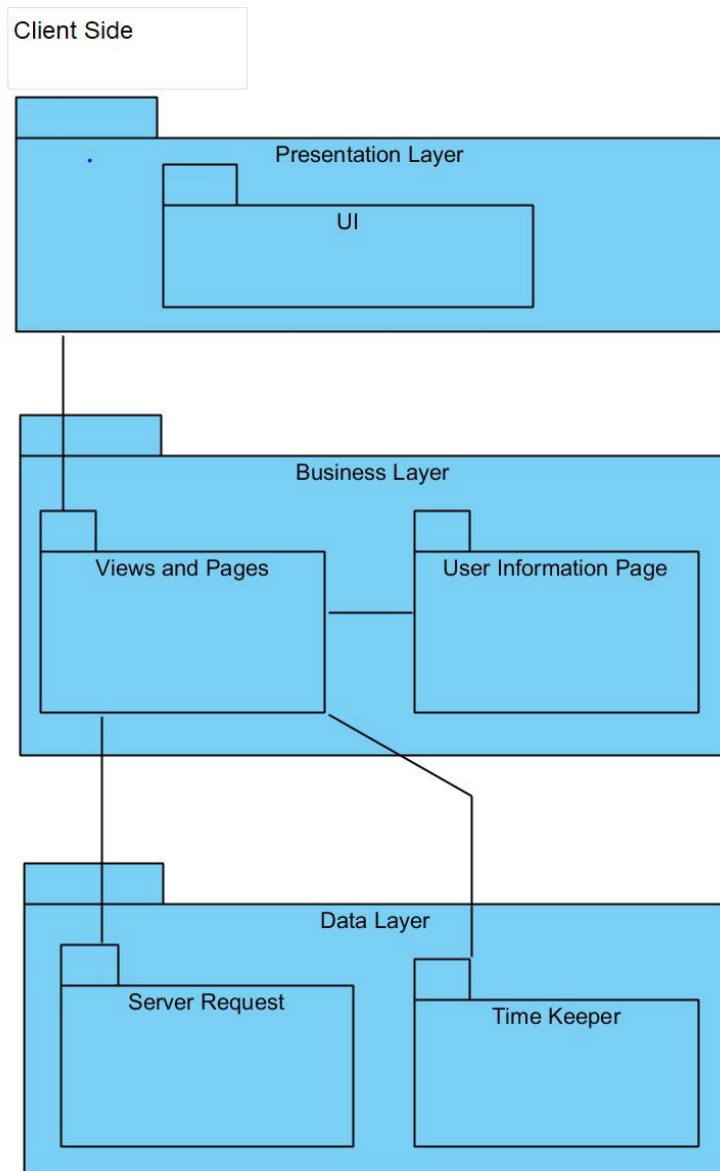 Client Side
Presentation Layer
UI
Business Layer
Views and Pages
User Information Page
Data Layer
Server Request
Time Keeper